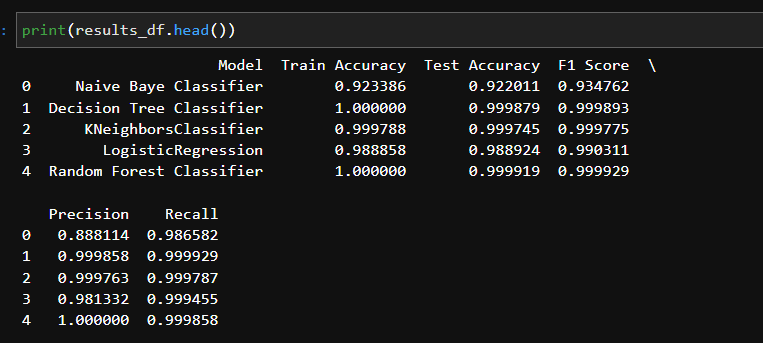 : print(results_df.head())
Model Train Accuracy Test Accuracy F1 Score \
0 Naive Baye Classifier 0.923386 0.922011 0.934762
1 Decision Tree Classifier 1.000000 0.999879 0.999893
2 KNeighborsClassifier 0.999788 0.999745 0.999775
3 LogisticRegression 0.988858 0.988924 0.990311
4 Random Forest Classifier 1.000000 0.999919 0.999929
Precision Recall
0 0.888114 0.986582
1 0.999858 0.999929
2 0.999763 0.999787
3 0.981332 0.999455
4 1.000000 0.999858